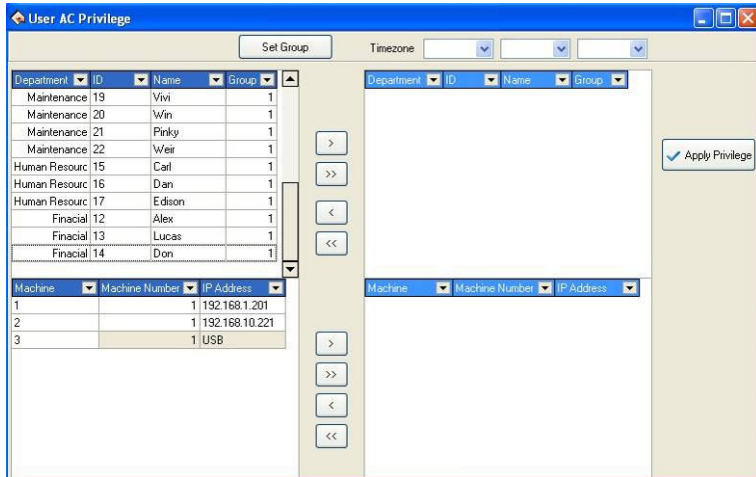 User AC Privilege
Set Group Timezone
Department ID Name Group Department ID Name Group
Maintenance 19 Vivi 1
Maintenance 20 Win 1
Maintenance 21 Pinky 1
Maintenance 22 Weir 1
Human Resourc 15 Carl 1
Human Resourc 16 Dan 1
Human Resourc 17 Edison 1
Finacial 12 Alex 1
Finacial 13 Lucas 1
Finacial 14 Don 1
>
>>
<
<<
Apply Privilege
Machine Machine Number IP Address Machine Machine Number IP Address
1 1 192.168.1.201
2 1 192.168.10.221
3 1 USB
>
>>
<
<<